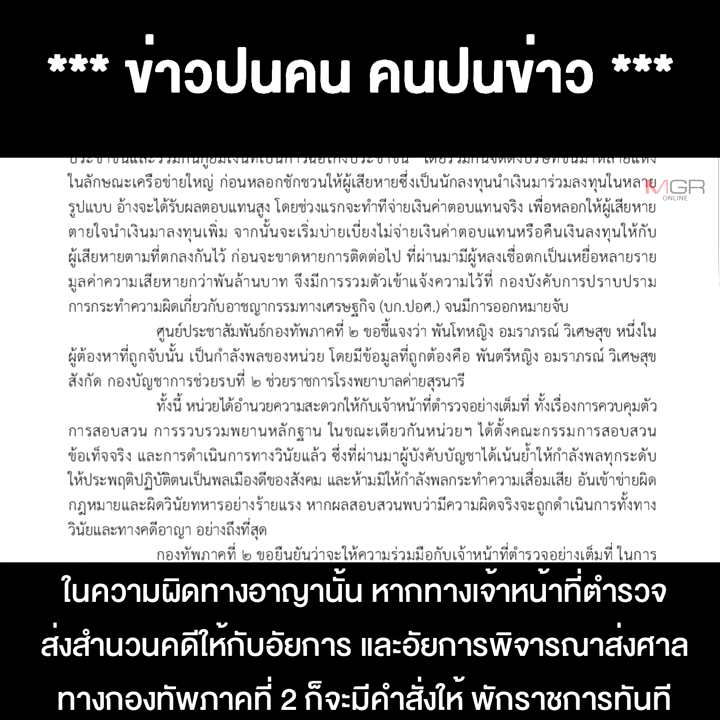 *** ข่าวปนคน คนปนข่าว ***
MGR
ONLINE
ในลักษณะเครือข่ายใหญ่ ก่อนหลอกชักชวนให้ผู้เสียหายซึ่งเป็นนักลงทุนนำเงินมาร่วมลงทุนในหลาย
รูปแบบ อ้างจะได้รับผลตอบแทนสูง โดยช่วงแรกจะทำทีจ่ายเงินค่าตอบแทนจริง เพื่อหลอกให้ผู้เสียหาย
ตายใจนำเงินมาลงทุนเพิ่ม จากนั้นจะเริ่มบ่ายเบี่ยงไม่จ่ายเงินค่าตอบแทนหรือคืนเงินลงทุนให้กับ
ผู้เสียหายตามที่ตกลงกันไว้ ก่อนจะขาดหายการติดต่อไป ที่ผ่านมามีผู้หลงเชื่อตกเป็นเหยื่อหลายราย
มูลค่าความเสียหายกว่าพันล้านบาท จึงมีการรวมตัวเข้าแจ้งความไว้ที่ กองบังคับการปราบปราม
การกระทำความผิดเกี่ยวกับอาชญากรรมทางเศรษฐกิจ (บก.ปอศ.) จนมีการออกหมายจับ
ศูนย์ประชาสัมพันธ์กองทัพภาคที่ ๒ ขอชี้แจงว่า พันโทหญิง อมราภรณ์ วิเศษสุข หนึ่งใน
ผู้ต้องหาที่ถูกจับนั้น เป็นกำลังพลของหน่วย โดยมีข้อมูลที่ถูกต้องคือ พันตรีหญิง อมราภรณ์ วิเศษสุข
สังกัด กองบัญชาการช่วยรบที่ ๒ ช่วยราชการโรงพยาบาลค่ายสุรนารี
ทั้งนี้ หน่วยได้อำนวยความสะดวกให้กับเจ้าหน้าที่ตำรวจอย่างเต็มที่ ทั้งเรื่องการควบคุมตัว
การสอบสวน การรวบรวมพยานหลักฐาน ในขณะเดียวกันหน่วยฯ ได้ตั้งคณะกรรมการสอบสวน
ข้อเท็จจริง และการดำเนินการทางวินัยแล้ว ซึ่งที่ผ่านมาผู้บังคับบัญชาได้เน้นย้ำให้กำลังพลทุกระดับ
ให้ประพฤติปฏิบัติตนเป็นพลเมืองดีของสังคม และห้ามมิให้กำลังพลกระทำความเสื่อมเสีย อันเข้าข่ายผิด
กฎหมายและผิดวินัยทหารอย่างร้ายแรง หากผลสอบสวนพบว่ามีความผิดจริงจะถูกดำเนินการทั้งทาง
วินัยและทางคดีอาญา อย่างถึงที่สุด
กองทัพภาคที่ ๒ ขอยืนยันว่าจะให้ความร่วมมือกับเจ้าหน้าที่ตำรวจอย่างเต็มที่ ในการ
ในความผิดทางอาญานั้น หากทางเจ้าหน้าที่ตำรวจ
ส่งสำนวนคดีให้กับอัยการ และอัยการพิจารณาส่งศาล
ทางกองทัพภาคที่ 2 ก็จะมีคำสั่งให้ พักราชการทันที